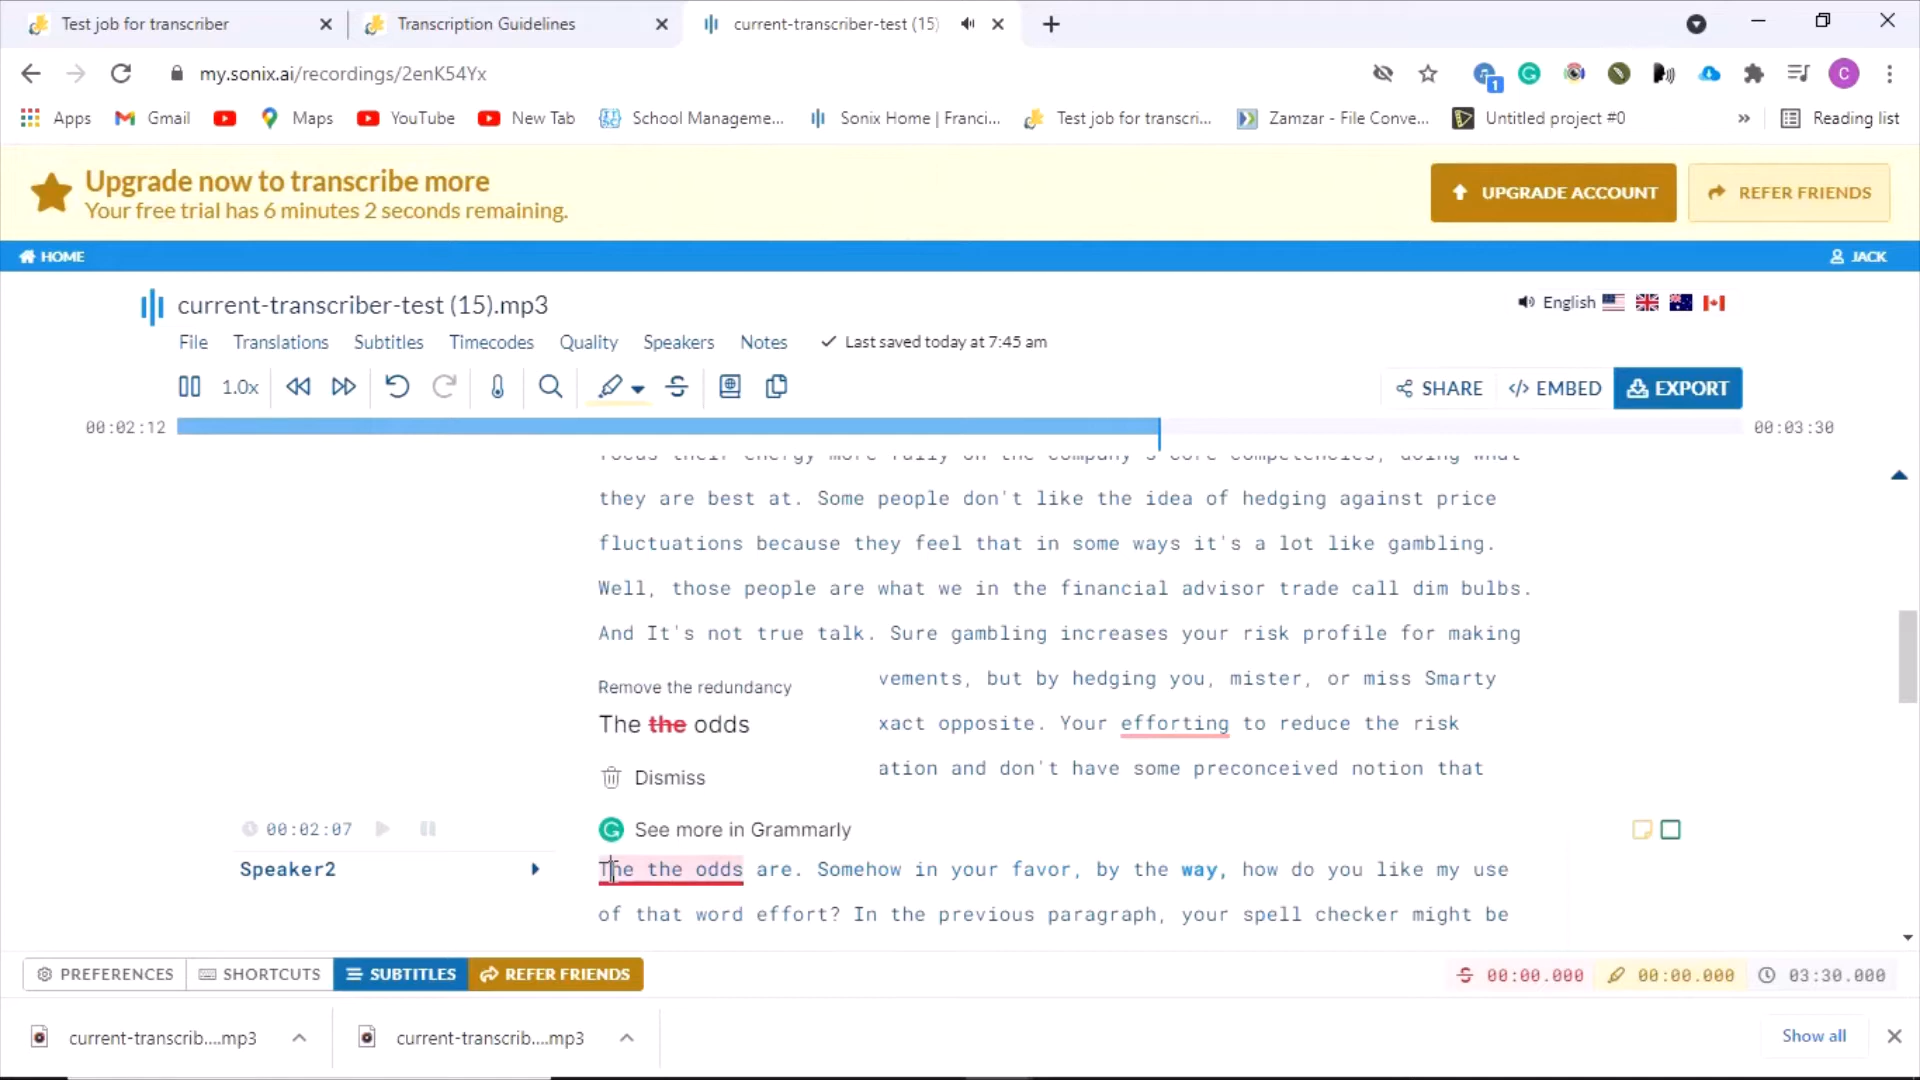 Test job for transcriber
Transcription Guidelines
current-transcriber-test (15)
my.sonix.ai/recordings/2enK54Yx
Apps
Gmail
Maps
YouTube
New Tab
School Manageme...
Sonix Home | Franci...
Test job for transcri...
Zamzar - File Conve...
Untitled project #0
»
Reading list
Upgrade now to transcribe more
Your free trial has 6 minutes 2 seconds remaining.
UPGRADE ACCOUNT
REFER FRIENDS
HOME
JACK
current-transcriber-test (15).mp3
English
File
Translations
Subtitles
Timecodes
Quality
Speakers
Notes
Last saved today at 7:45 am
1.0x
SHARE
</> EMBED
EXPORT
00:02:12
00:03:30
focus their energy more fully on the company's core competencies, doing what
they are best at. Some people don't like the idea of hedging against price
fluctuations because they feel that in some ways it's a lot like gambling.
Well, those people are what we in the financial advisor trade call dim bulbs.
And It's not true talk. Sure gambling increases your risk profile for making
vements, but by hedging you, mister, or miss Smarty
Remove the redundancy
The the odds
xact opposite. Your efforting to reduce the risk
ation and don't have some preconceived notion that
Dismiss
00:02:07
See more in Grammarly
Speaker2
The the odds are. Somehow in your favor, by the way, how do you like my use
of that word effort? In the previous paragraph, your spell checker might be
PREFERENCES
SHORTCUTS
SUBTITLES
REFER FRIENDS
00:00.000
00:00.000
03:30.000
current-transcrib....mp3
current-transcrib....mp3
Show all